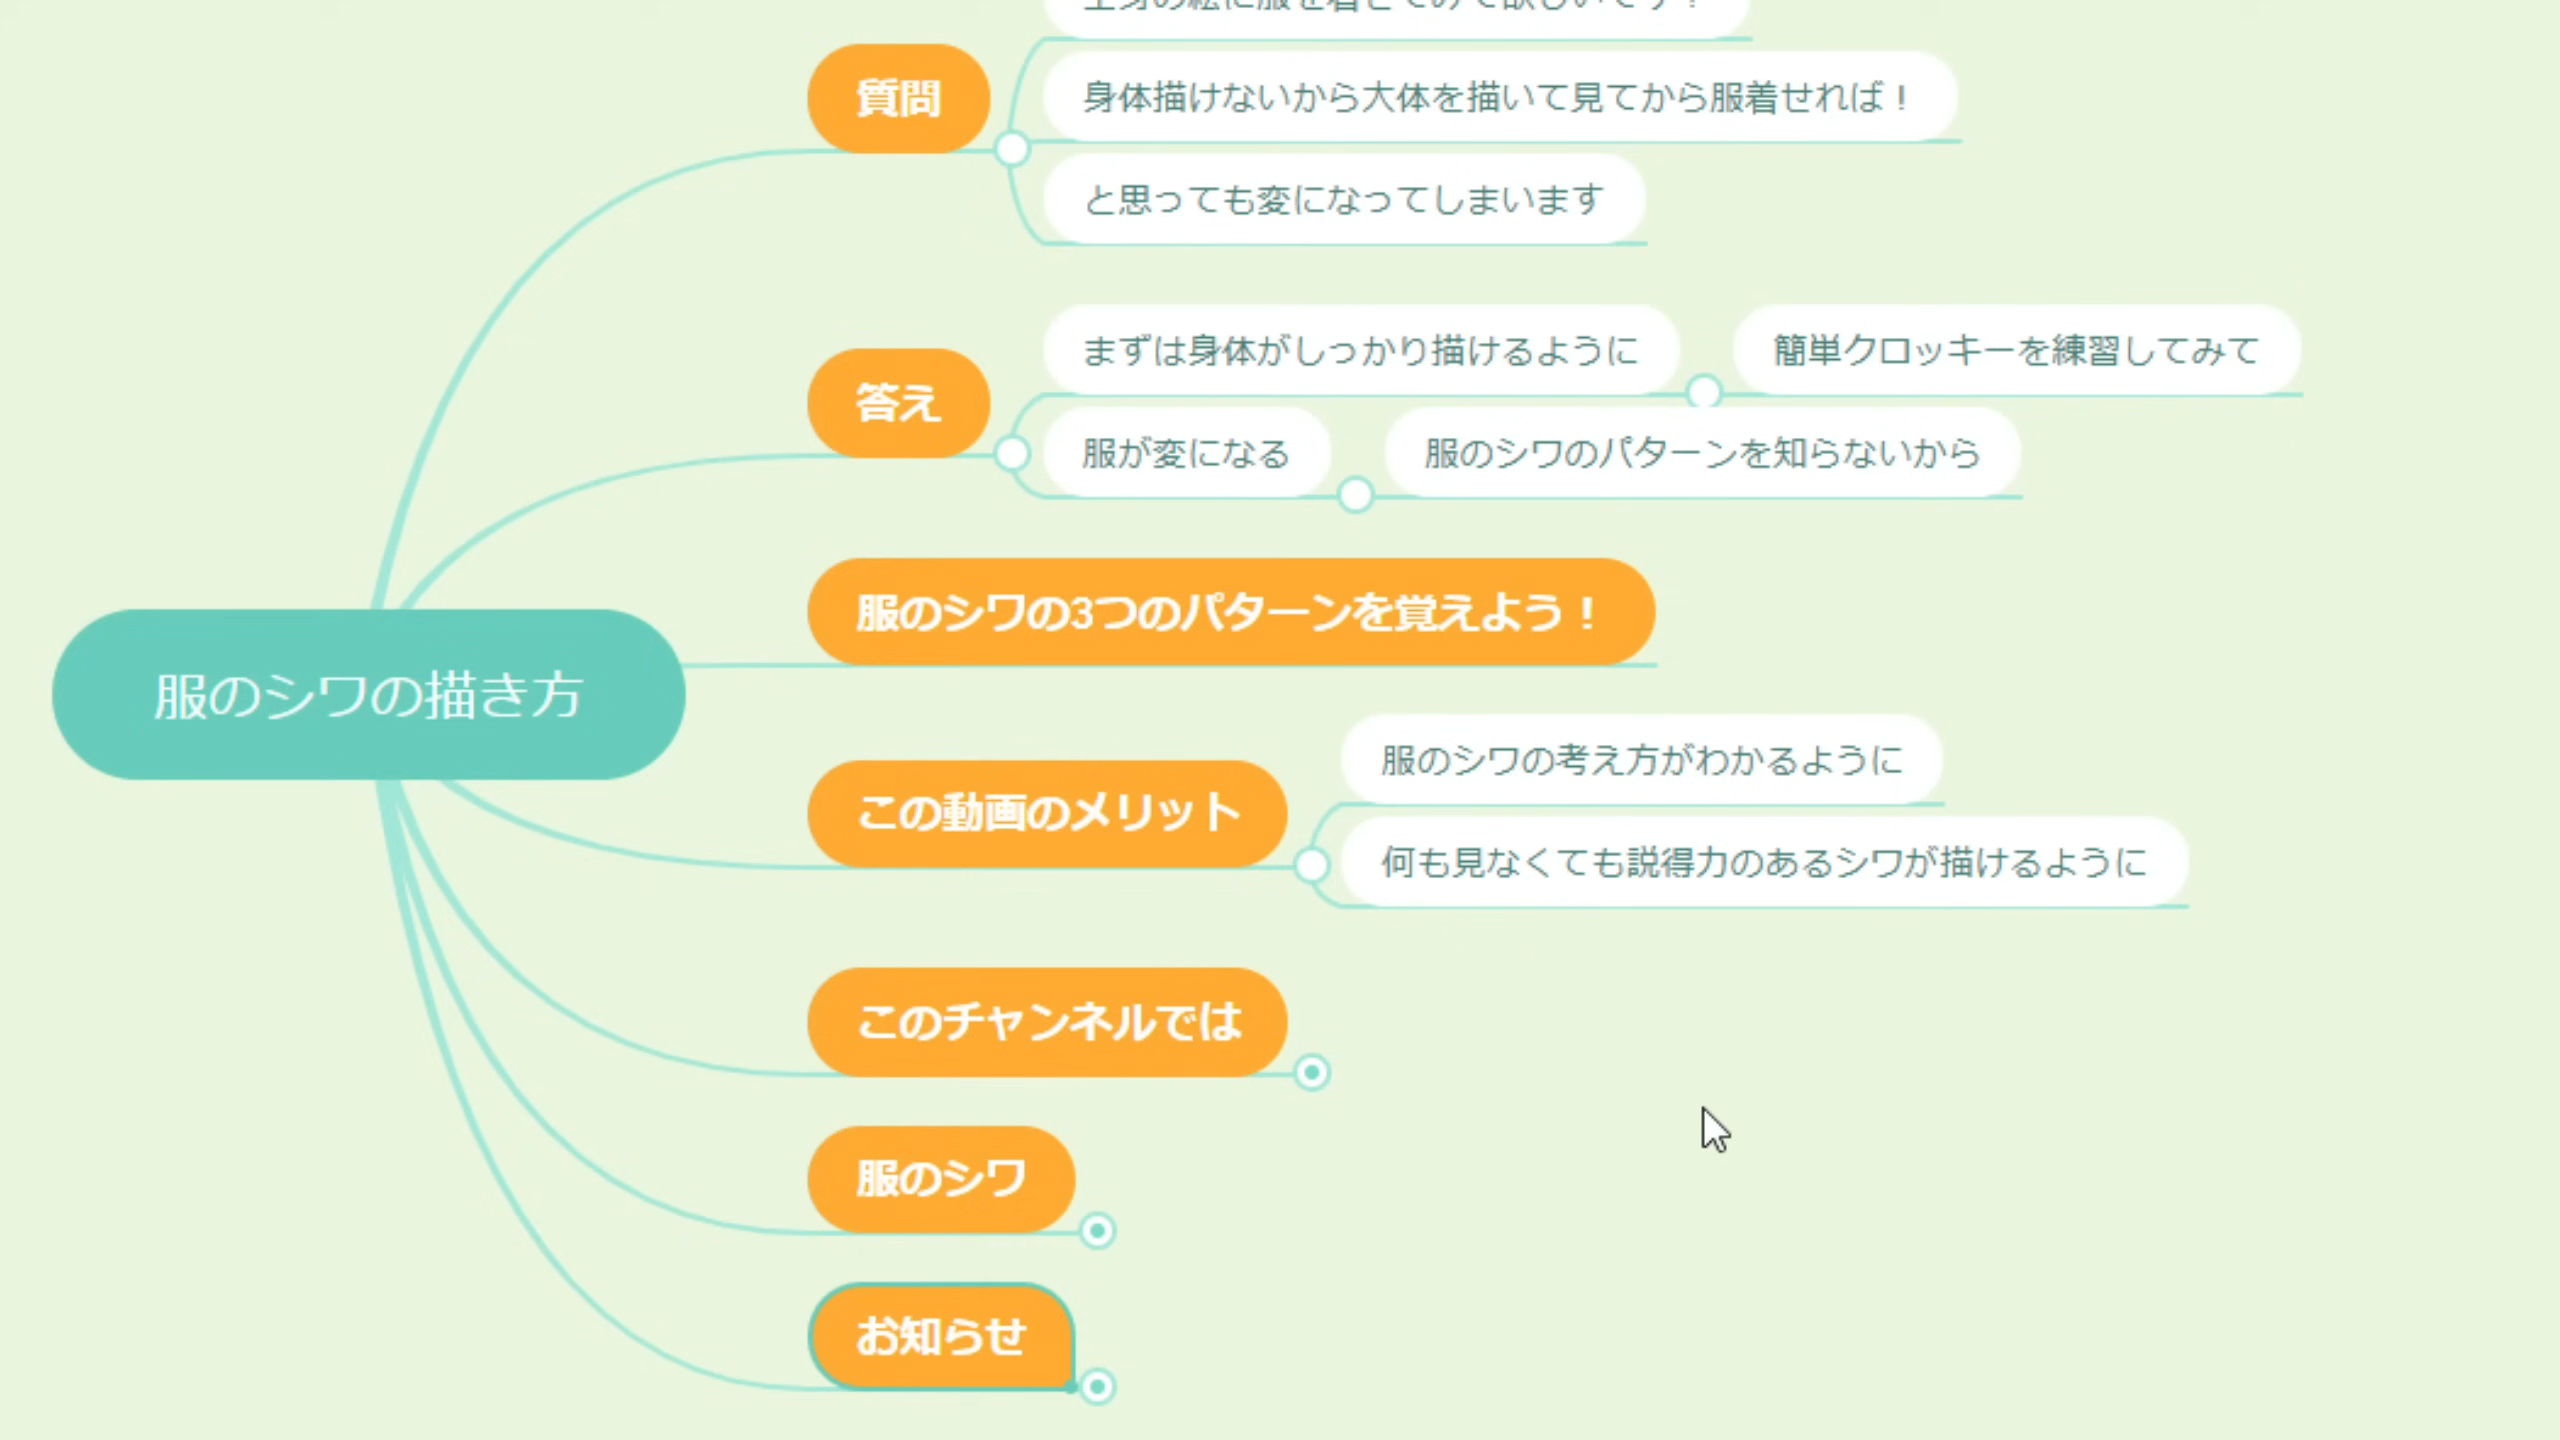 質問
身体描けないから大体を描いて見てから服着せれば！
と思っても変になってしまいます
答え
まずは身体がしっかり描けるように
簡単クロッキーを練習してみて
服が変になる
服のシワのパターンを知らないから
服のシワの3つのパターンを覚えよう！
服のシワの描き方
この動画のメリット
服のシワの考え方がわかるように
何も見なくても説得力のあるシワが描けるように
このチャンネルでは
服のシワ
お知らせ